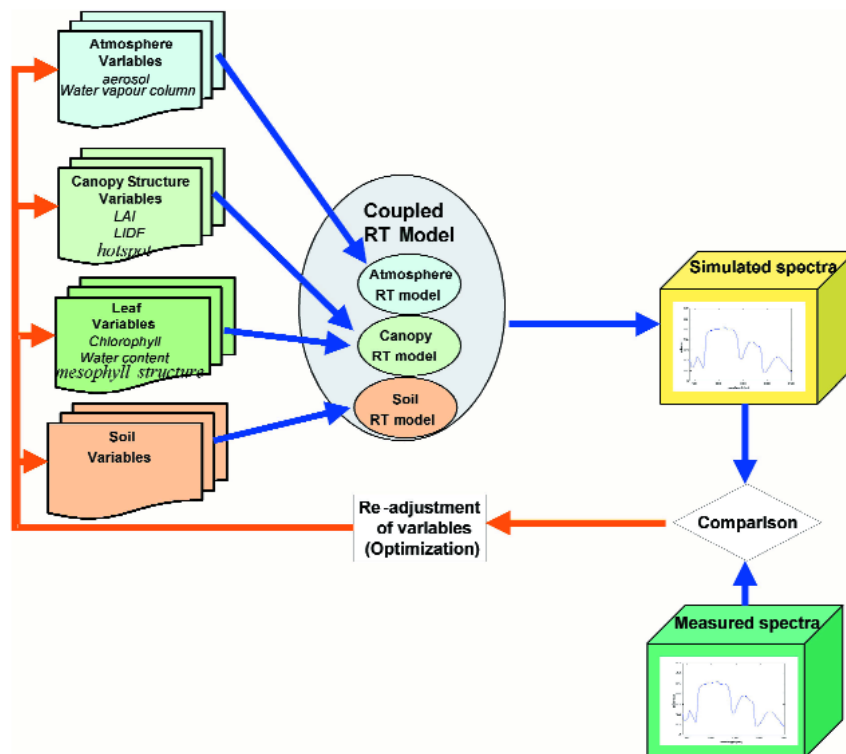 Atmosphere
Variables
aerosol
Water vapour column
Canopy Structure
Variables
LAI
LIDF
hotspot
Leaf
Variables
Chlorophyll
Water content
mesophyll structure
Soil
Variables
Coupled
RT Model
Atmosphere
RT model
Canopy
RT model
Soil
RT model
Simulated spectra
Comparison
Re-adjustment
of variables
(Optimization)
Measured spectra